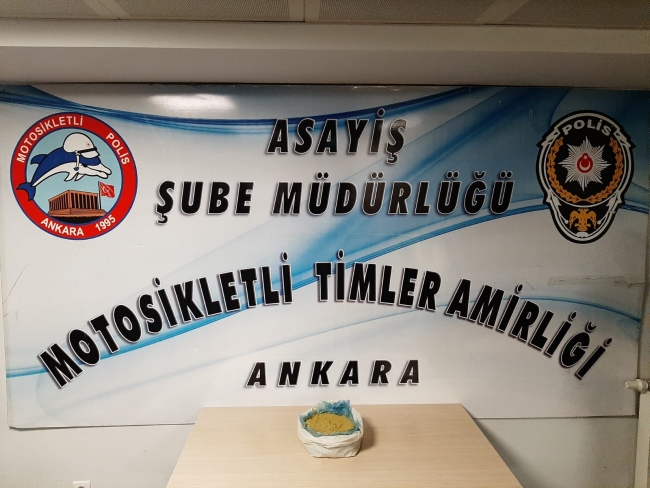 MOTOSİKLETLİ POLİS
ANKARA 1995
POLİS
ASAYİŞ
ŞUBE MÜDÜRLÜĞÜ
MOTOSİKLETLİ TİMLER AMİRLİĞİ
ANKARA